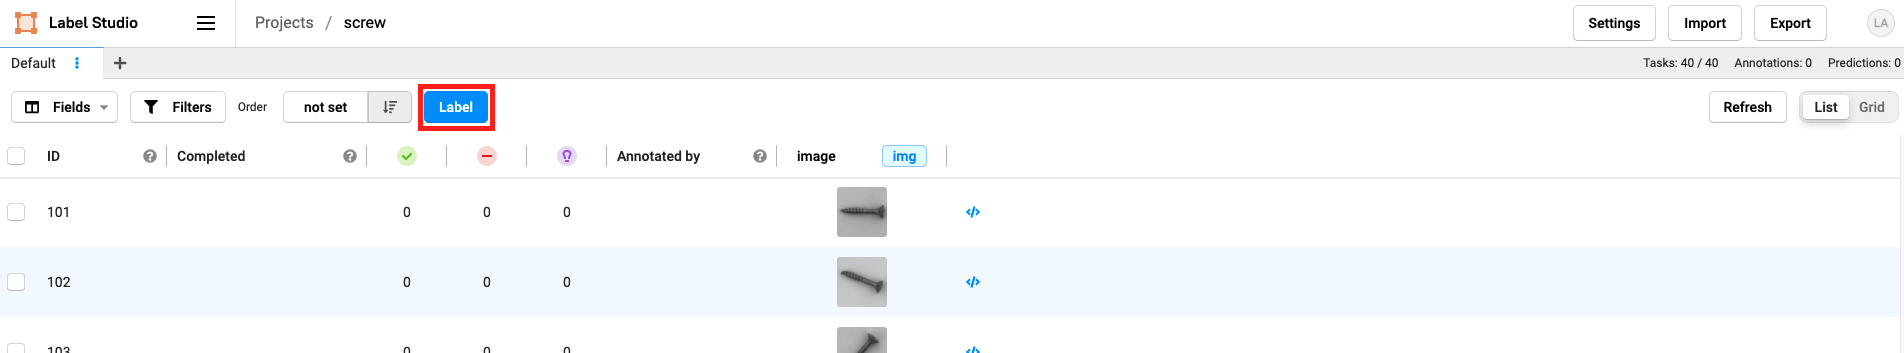 Label Studio Projects / screw Settings Import Export LA
Default + Tasks: 40 / 40 Annotations: 0 Predictions: 0
Fields Filters Order not set Label Refresh List Grid
ID Completed Annotated by image img
101 0 0 0 </>
102 0 0 0 </>
103 0 0 0 </>